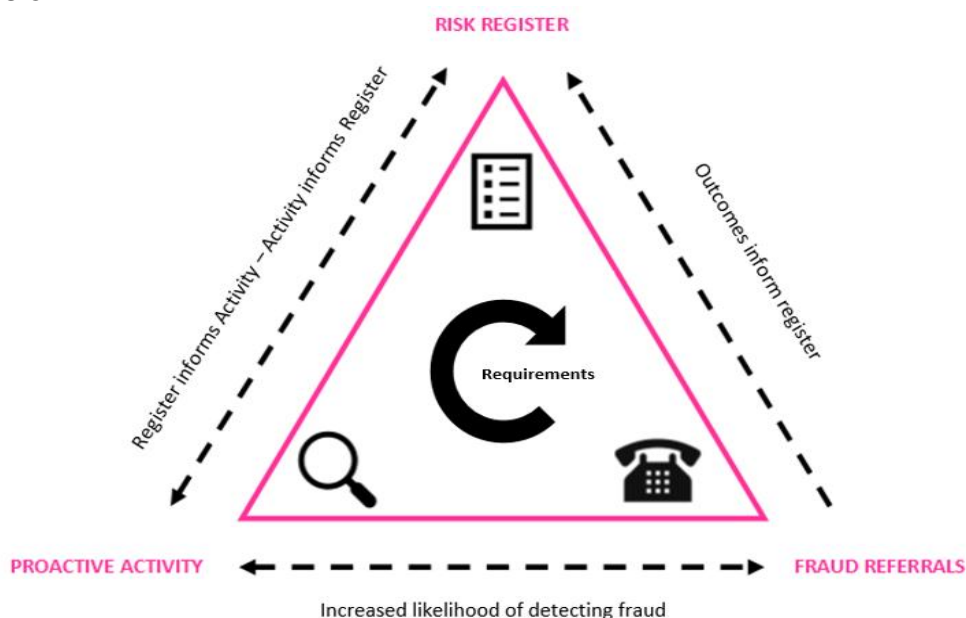 RISK REGISTER
Register informs Activity – Activity informs Register
Outcomes inform register
Requirements
PROACTIVE ACTIVITY
FRAUD REFERRALS
Increased likelihood of detecting fraud